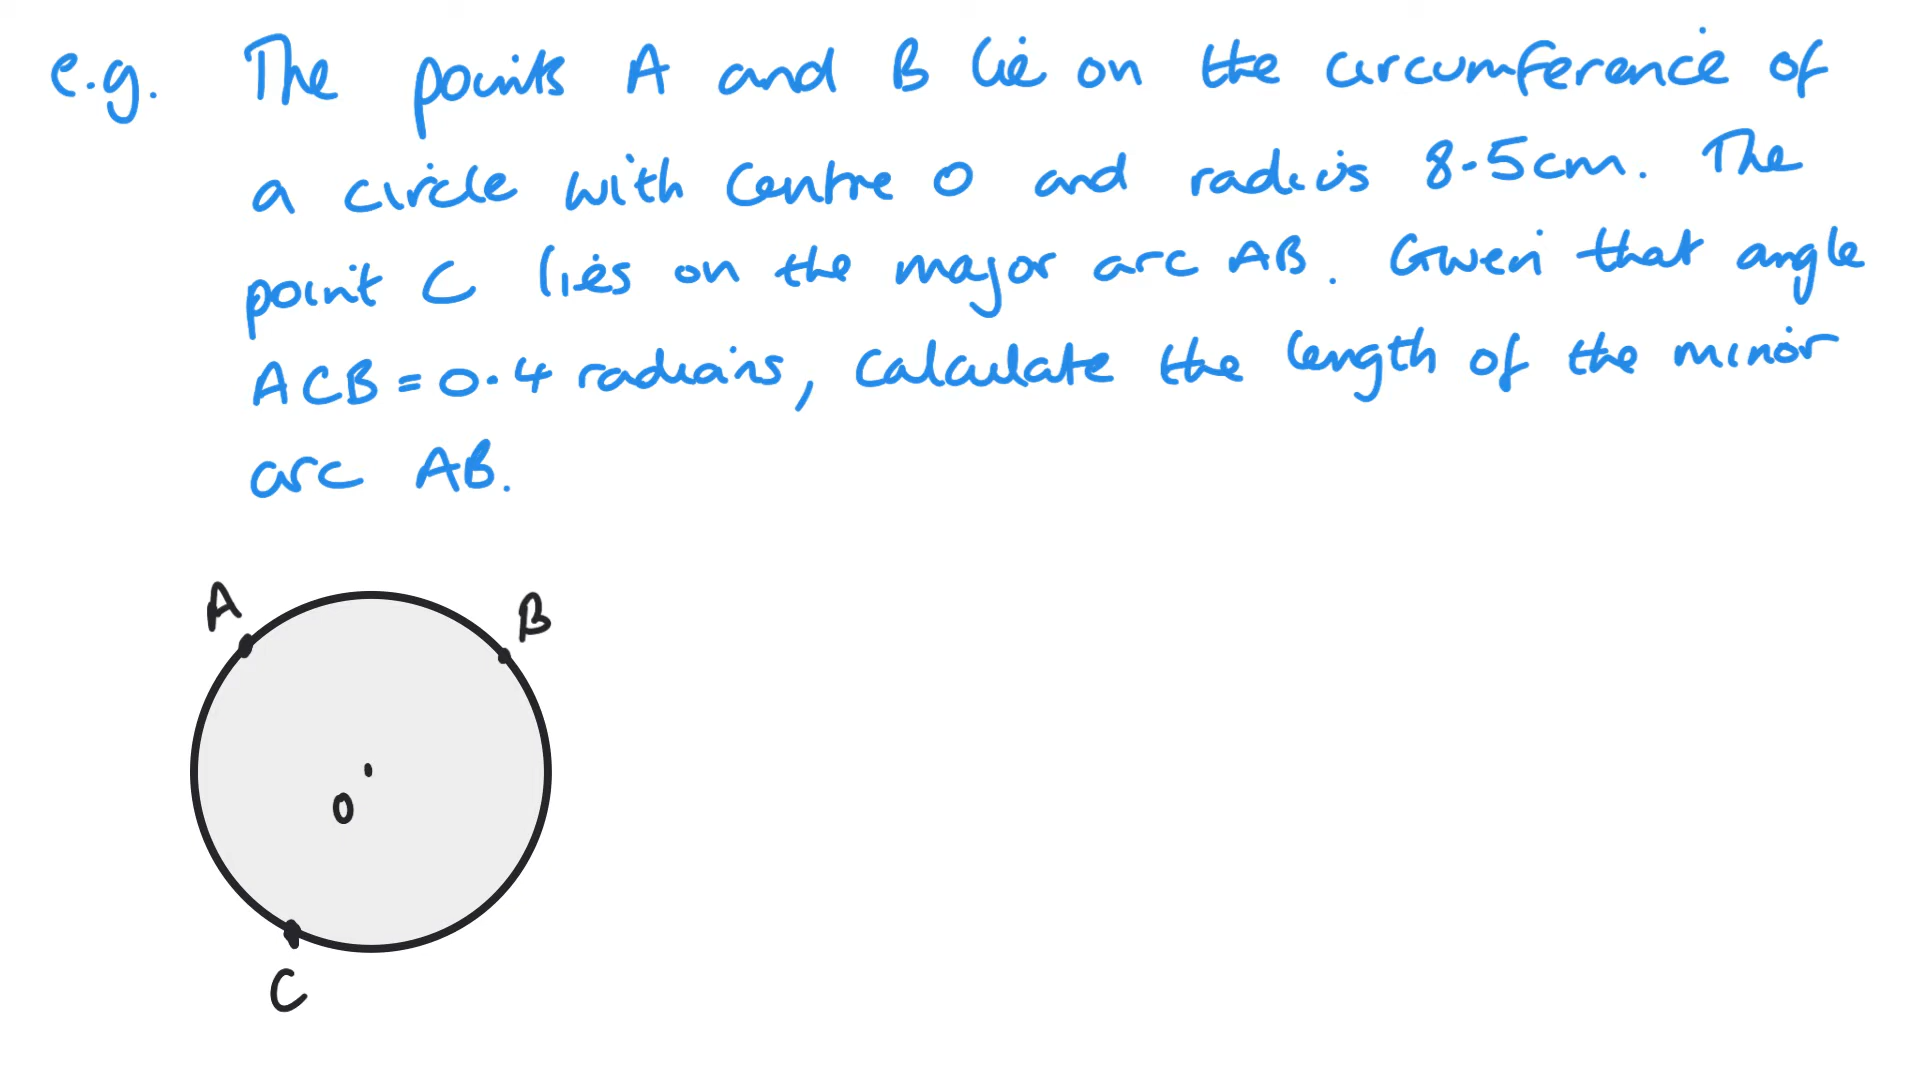 e.g. The points A and B lie on the circumference of
a circle with centre O and radius 8.5cm. The
point C lies on the major arc AB. Given that angle
ACB = 0.4 radians, calculate the length of the minor
arc AB.
A
B
O
C